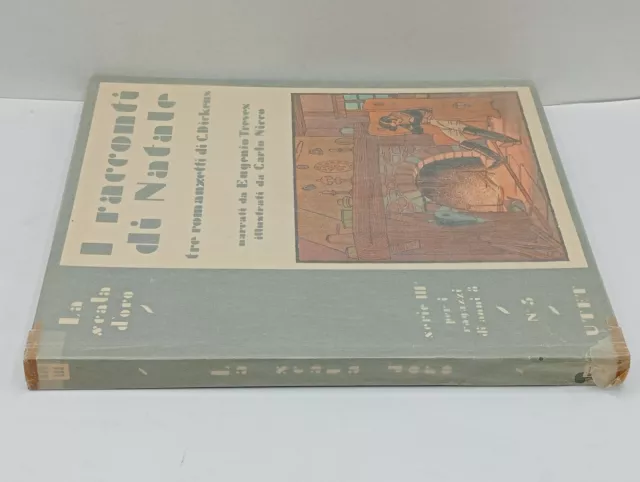 I racconti
di Natale
tre romanzetti di C. Dickens
narrati da Eugenio Treves
illustrati da Carlo Nicco
La
scala
d'oro
serie IIIª
per i
ragazzi
di anni 8
N° 5
UTET
La scala d'oro